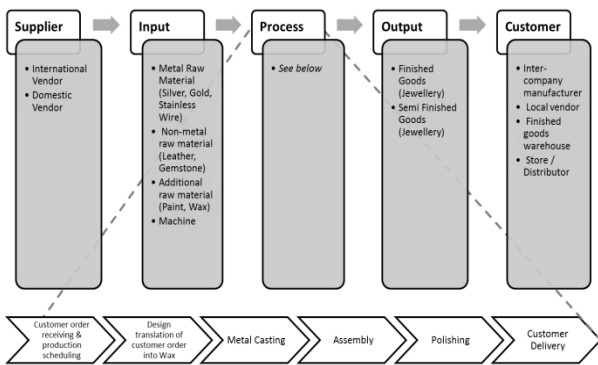 Supplier
Input
Process
Output
Customer
• International
Vendor
• Domestic
Vendor
• Metal Raw
Material
(Silver, Gold,
Stainless
Wire)
• Non-metal
raw material
(Leather,
Gemstone)
• Additional
raw material
(Paint, Wax)
• Machine
• See below
• Finished
Goods
(Jewellery)
• Semi Finished
Goods
(Jewellery)
• Inter-
company
manufacturer
• Local vendor
• Finished
goods
warehouse
• Store /
Distributor
Customer order
receiving &
production
scheduling
Design
translation of
customer order
into Wax
Metal Casting
Assembly
Polishing
Customer
Delivery